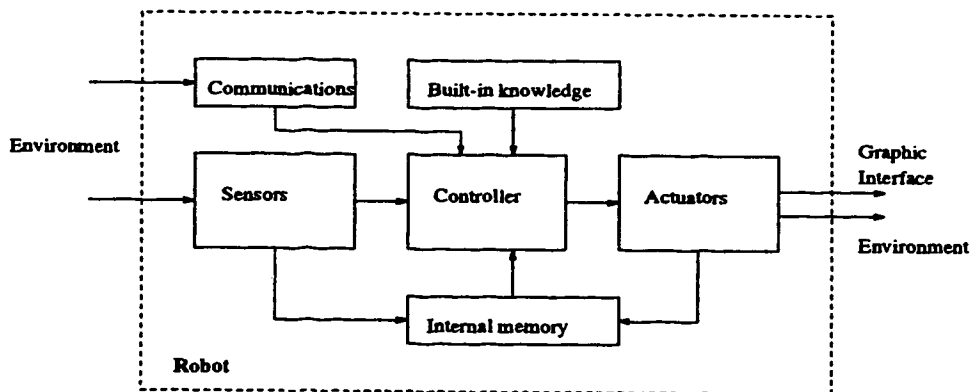 Communications
Built-in knowledge
Environment
Sensors
Controller
Actuators
Graphic
Interface
Environment
Internal memory
Robot